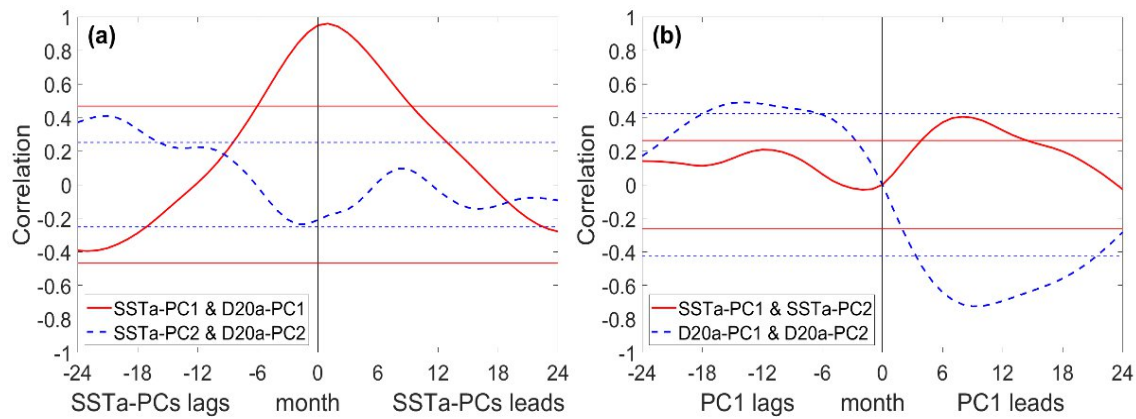 (a)
Correlation
1
0.8
0.6
0.4
0.2
0
-0.2
-0.4
-0.6
-0.8
-1
SSTa-PC1 & D20a-PC1
SSTa-PC2 & D20a-PC2
-24 -18 -12 -6 0 6 12 18 24
SSTa-PCs lags month SSTa-PCs leads
(b)
Correlation
1
0.8
0.6
0.4
0.2
0
-0.2
-0.4
-0.6
-0.8
-1
SSTa-PC1 & SSTa-PC2
D20a-PC1 & D20a-PC2
-24 -18 -12 -6 0 6 12 18 24
PC1 lags month PC1 leads